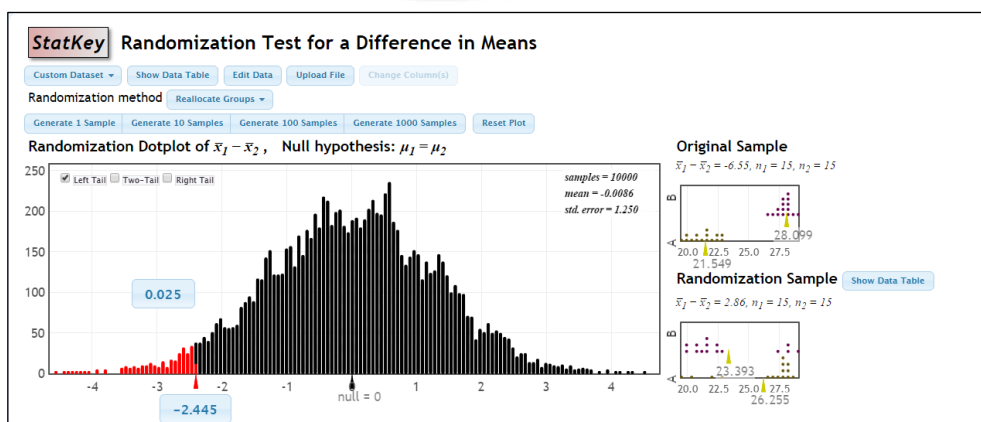 StatKey Randomization Test for a Difference in Means
Custom Dataset Show Data Table Edit Data Upload File Change Column(s)
Randomization method Reallocate Groups
Generate 1 Sample Generate 10 Samples Generate 100 Samples Generate 1000 Samples Reset Plot
Randomization Dotplot of x̄₁ − x̄₂ , Null hypothesis: μ₁ = μ₂
250
200
150
100
50
0
Left Tail Two-Tail Right Tail
samples = 10000
mean = -0.0086
std. error = 1.250
0.025
-4 -3 -2 -1 0 1 2 3 4
null = 0
−2.445
Original Sample
x̄₁ − x̄₂ = -6.55, n₁ = 15, n₂ = 15
B
28.099
A
20.0 22.5 25.0 27.5
21.549
Randomization Sample Show Data Table
x̄₁ − x̄₂ = 2.86, n₁ = 15, n₂ = 15
B
23.393
A
20.0 22.5 25.0 27.5
26.255